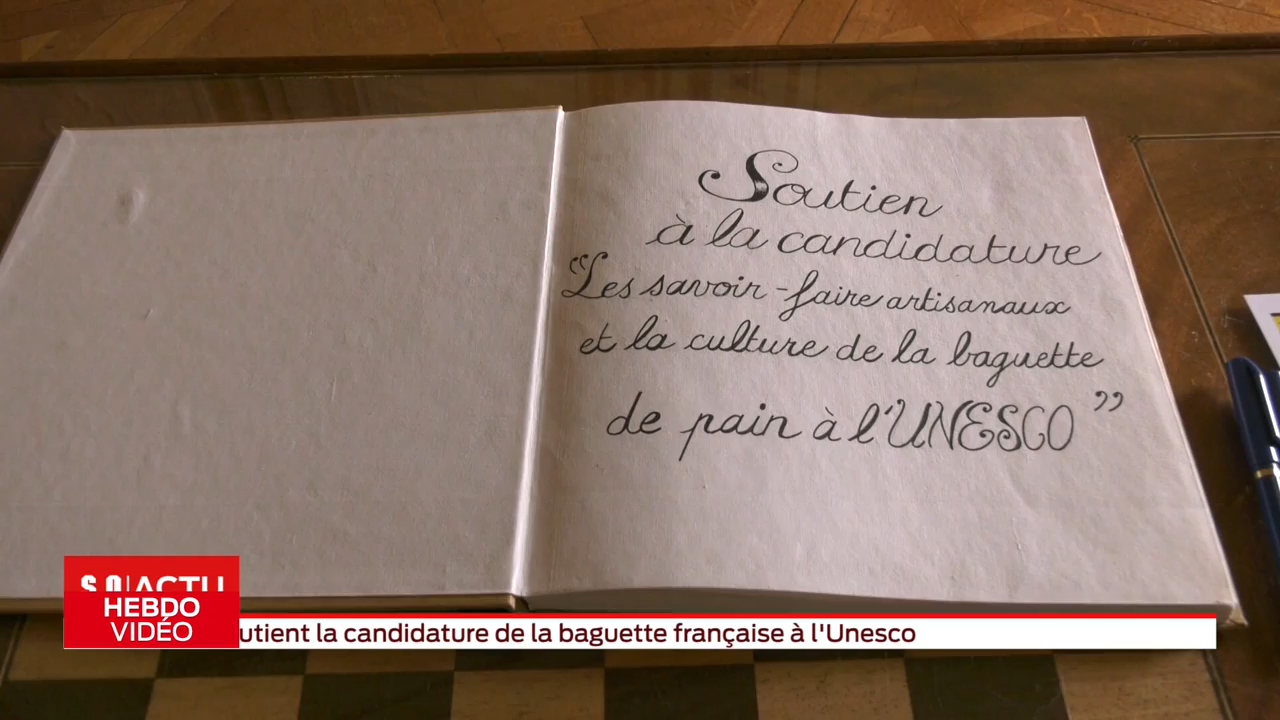 Soutien
à la candidature
“Les savoir-faire artisanaux
et la culture de la baguette
de pain à l'UNESCO”
HEBDO
VIDÉO
la candidature de la baguette française à l'Unesco